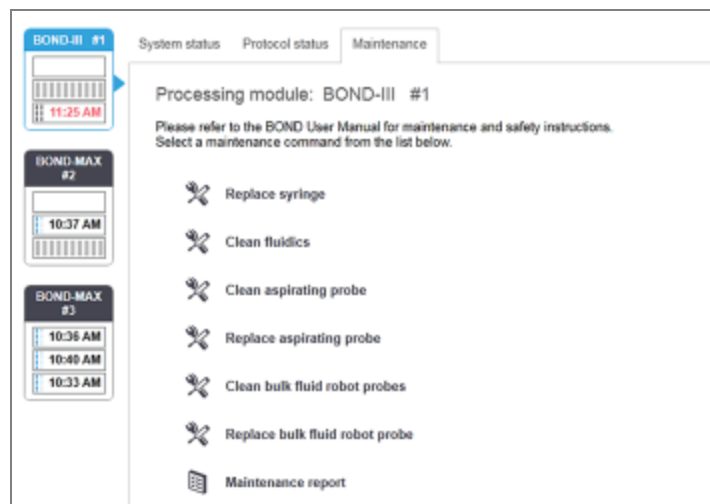 BOND-III #1
11:25 AM
BOND-MAX
#2
10:37 AM
BOND-MAX
#3
10:36 AM
10:40 AM
10:33 AM
System status Protocol status Maintenance
Processing module: BOND-III #1
Please refer to the BOND User Manual for maintenance and safety instructions.
Select a maintenance command from the list below.
Replace syringe
Clean fluidics
Clean aspirating probe
Replace aspirating probe
Clean bulk fluid robot probes
Replace bulk fluid robot probe
Maintenance report